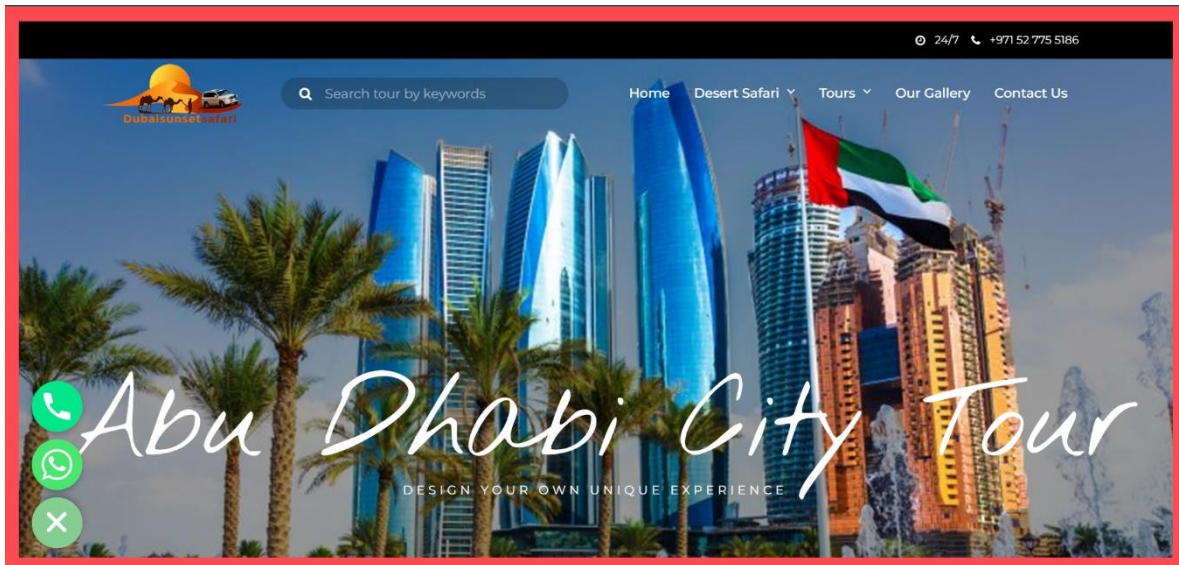 24/7 +971 52 775 5186
Dubaisunsetsafari
Search tour by keywords
Home Desert Safari Tours Our Gallery Contact Us
Abu Dhabi City Tour
DESIGN YOUR OWN UNIQUE EXPERIENCE